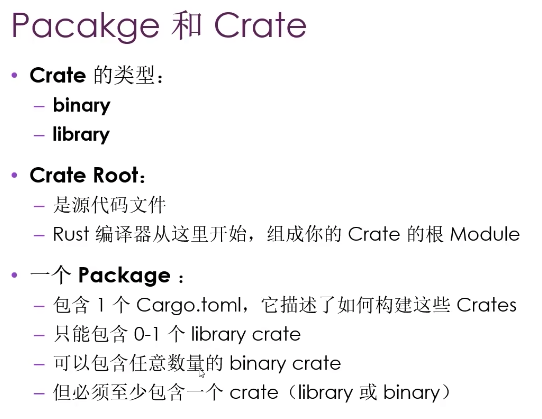 Pacakge 和 Crate
• Crate 的类型：
– binary
– library
• Crate Root：
– 是源代码文件
– Rust 编译器从这里开始，组成你的 Crate 的根 Module
• 一个 Package ：
– 包含 1 个 Cargo.toml，它描述了如何构建这些 Crates
– 只能包含 0-1 个 library crate
– 可以包含任意数量的 binary crate
– 但必须至少包含一个 crate（library 或 binary）